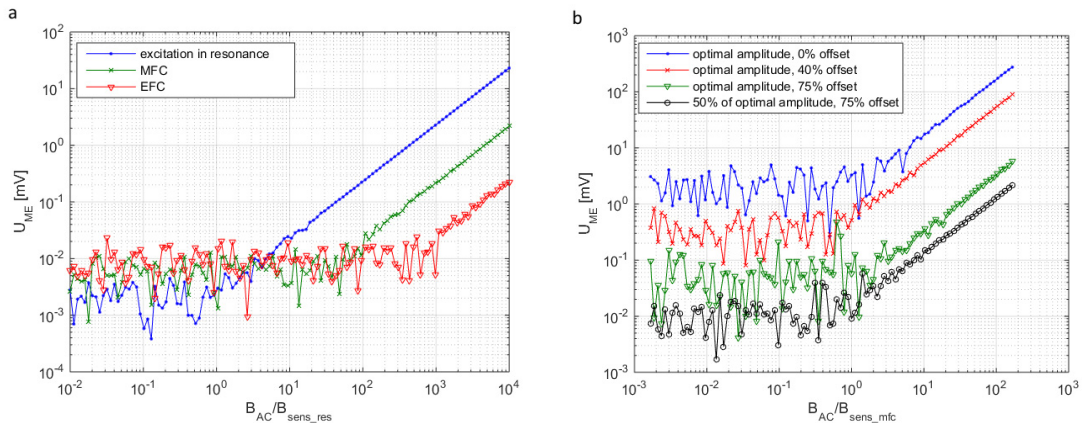 a
10^2
10^1
10^0
10^-1
10^-2
10^-3
10^-4
U_ME [mV]
excitation in resonance
MFC
EFC
10^-2 10^-1 10^0 10^1 10^2 10^3 10^4
B_AC/B_sens_res
b
10^3
10^2
10^1
10^0
10^-1
10^-2
10^-3
U_ME [mV]
optimal amplitude, 0% offset
optimal amplitude, 40% offset
optimal amplitude, 75% offset
50% of optimal amplitude, 75% offset
10^-3 10^-2 10^-1 10^0 10^1 10^2 10^3
B_AC/B_sens_mfc